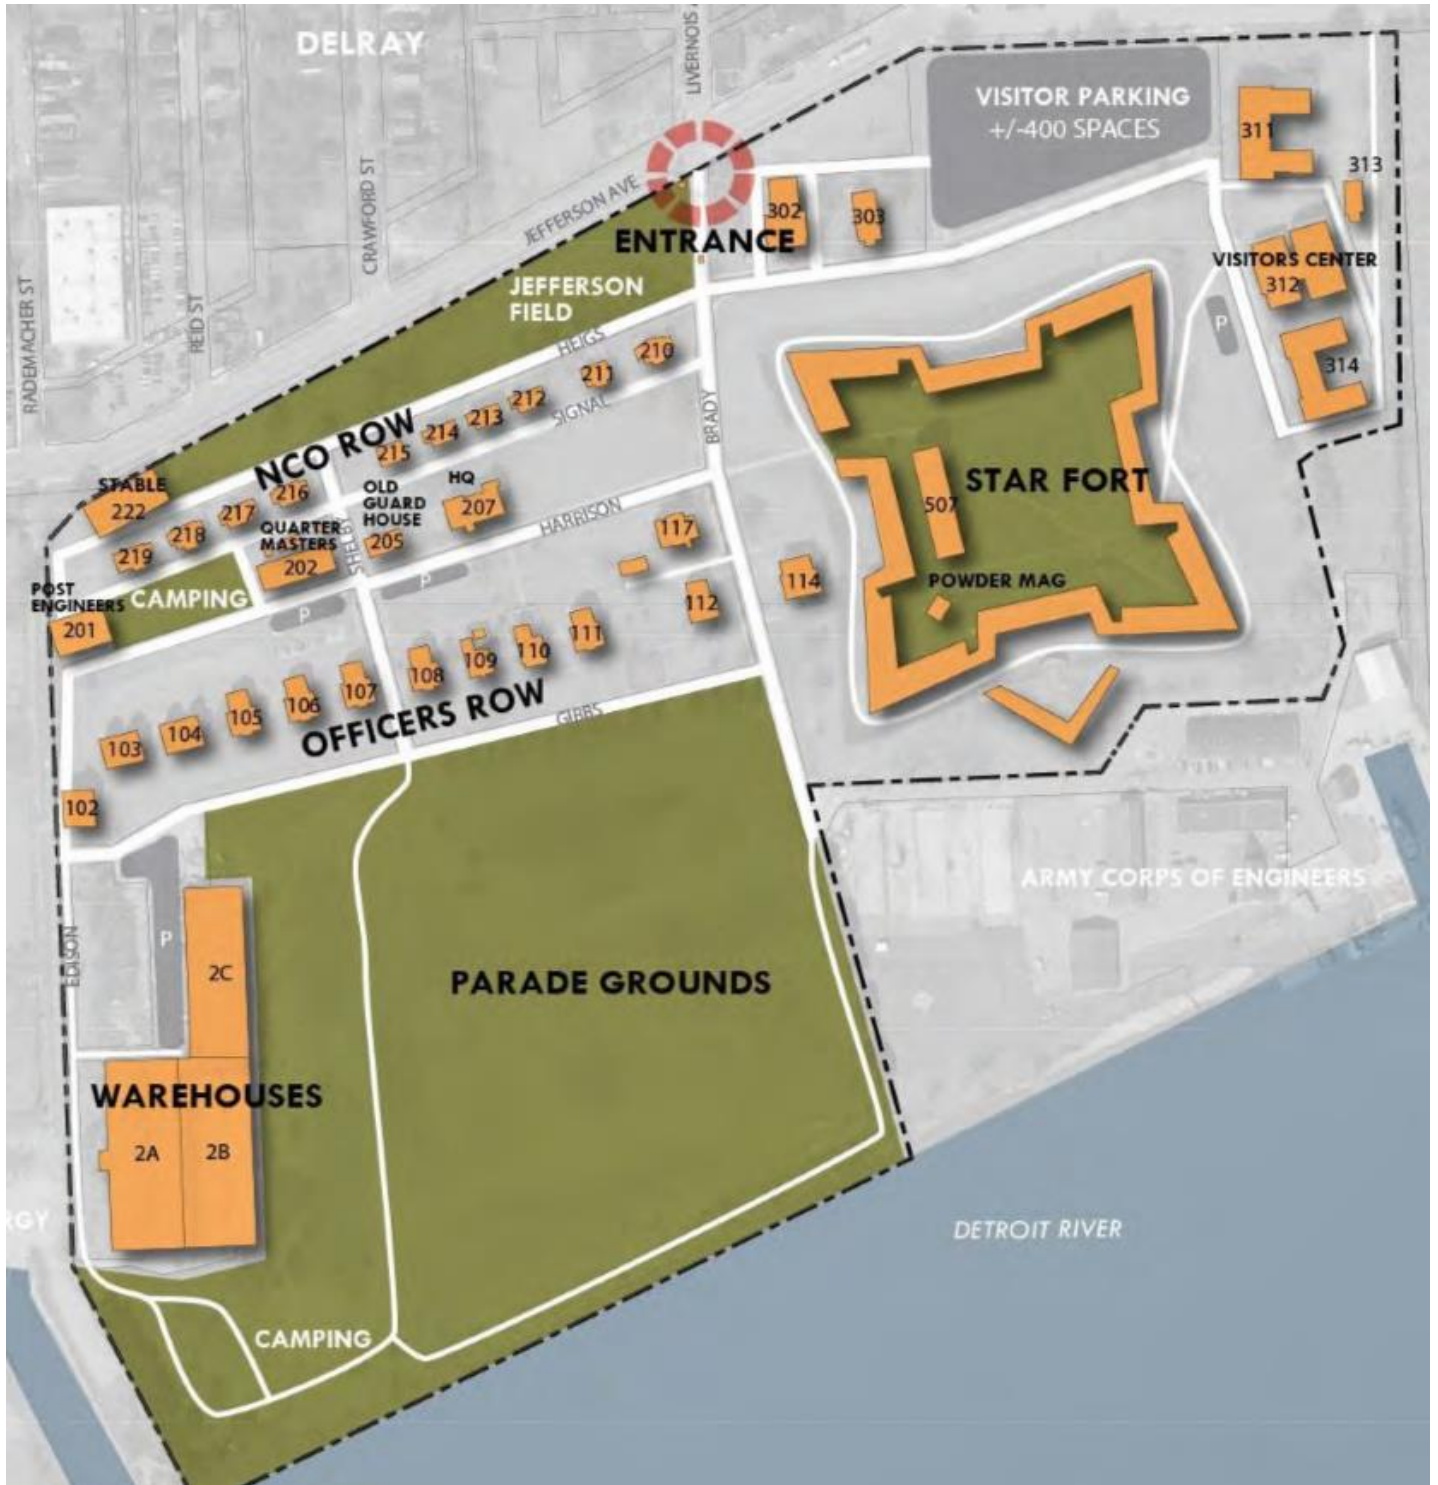 DELRAY
LIVERNOIS
VISITOR PARKING
+/-400 SPACES
311
313
CRAWFORD ST
JEFFERSON AVE
302
303
ENTRANCE
VISITORS CENTER
312
RADEMACHER ST
REID ST
JEFFERSON
FIELD
HEIGS
P
314
210
211
212
213
214
215
SIGNAL
BRADY
NCO ROW
STABLE
222
216
217
218
219
OLD
GUARD
HOUSE
205
HQ
207
STAR FORT
507
QUARTER
MASTERS
202
SHELBY
HARRISON
117
POST
ENGINEERS
201
CAMPING
P
P
114
POWDER MAG
112
111
110
109
108
107
106
105
104
103
102
OFFICERS ROW
GIBBS
ARMY CORPS OF ENGINEERS
EDISON
P
2C
PARADE GROUNDS
WAREHOUSES
2A
2B
RGY
DETROIT RIVER
CAMPING